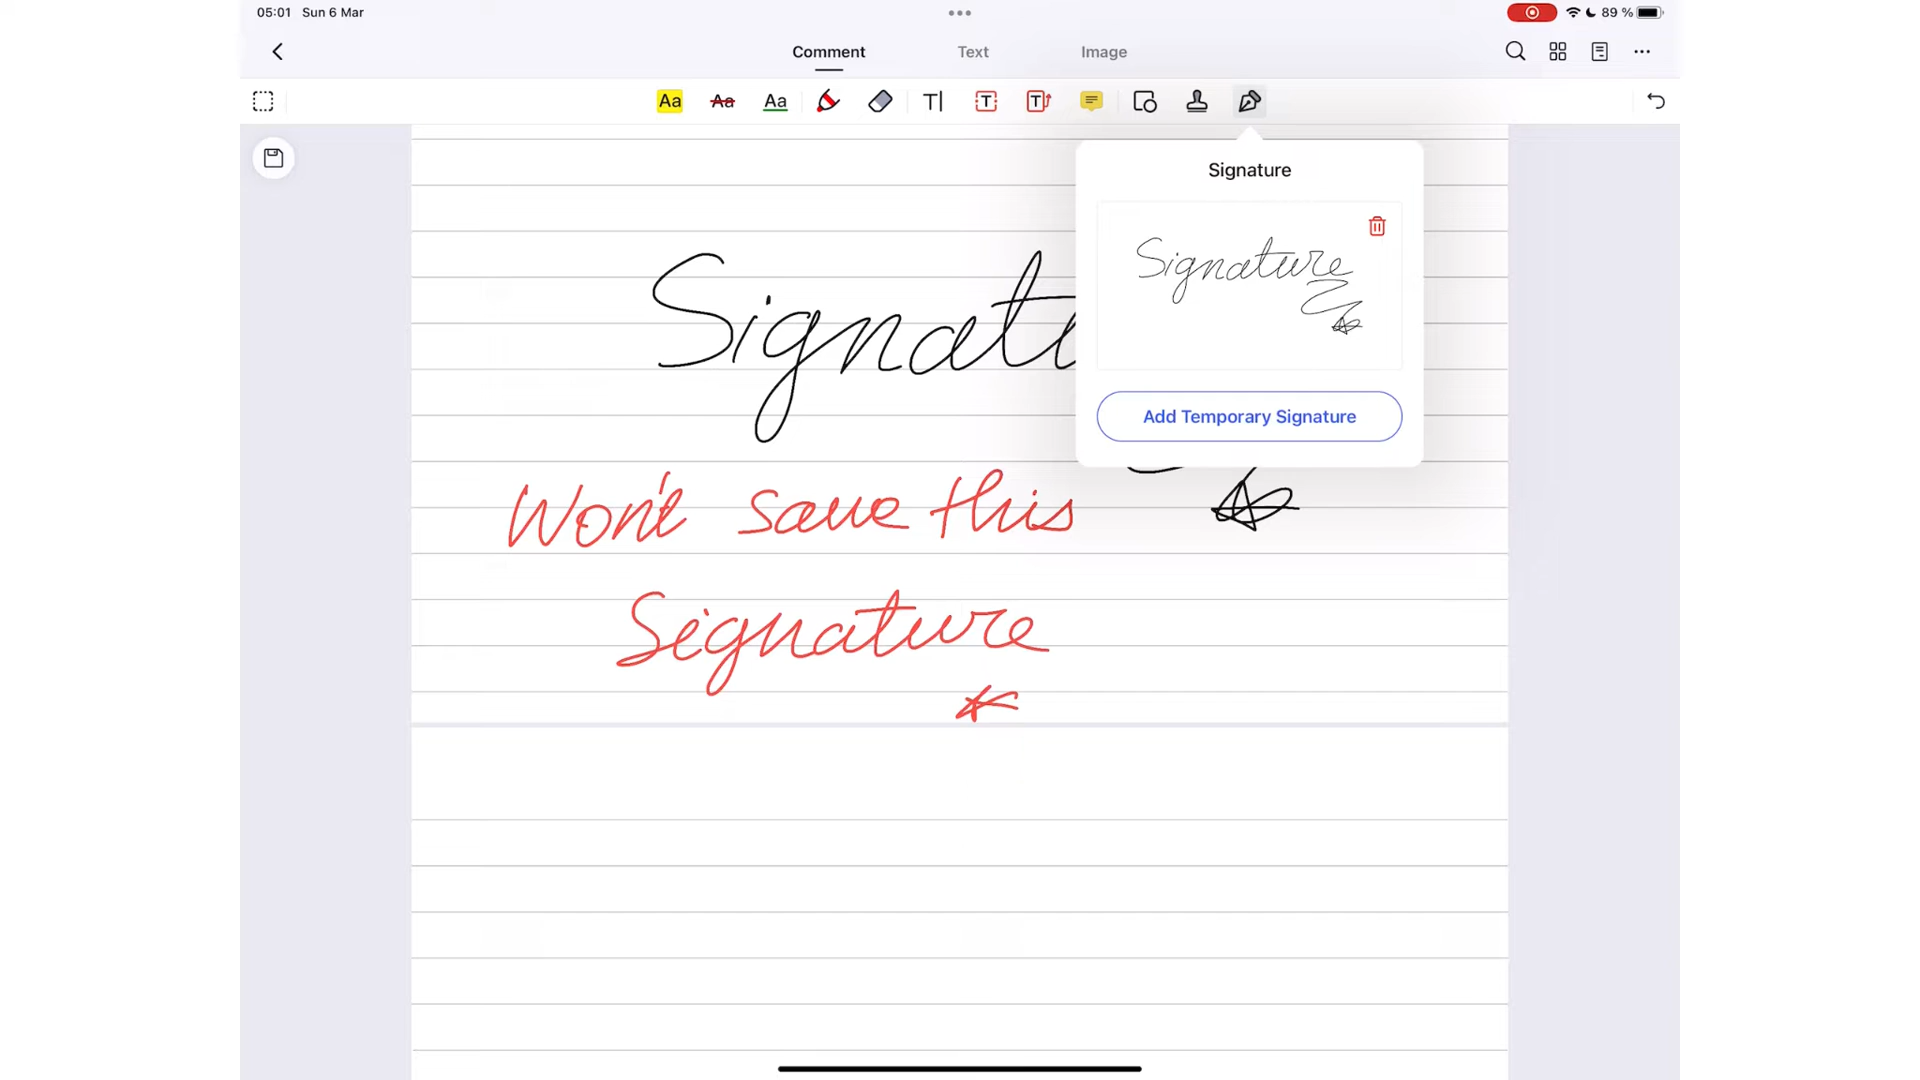 05:01 Sun 6 Mar 89 %
Comment Text Image
Aa Aa Aa T T T
Signature
Signature
Add Temporary Signature
Signatu
Won't save this
Signature